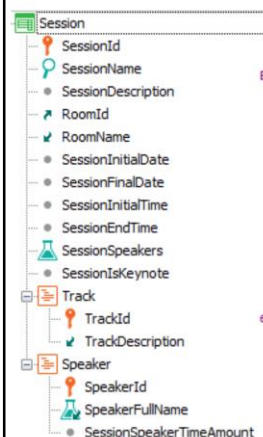 Session
SessionId
SessionName
SessionDescription
RoomId
RoomName
SessionInitialDate
SessionFinalDate
SessionInitialTime
SessionEndTime
SessionSpeakers
SessionIsKeynote
Track
TrackId
TrackDescription
Speaker
SpeakerId
SpeakerFullName
SessionSpeakerTimeAmount